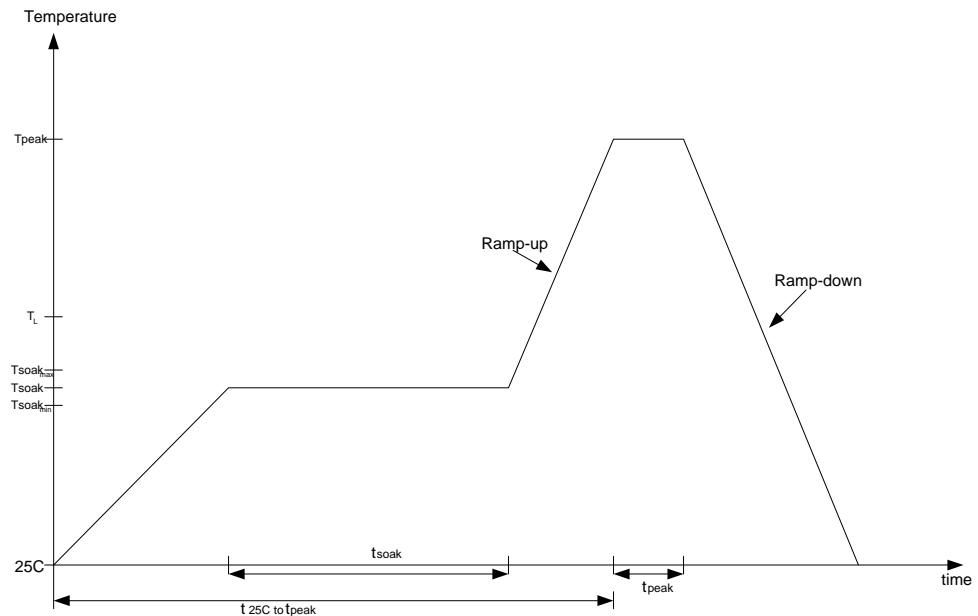 Temperature
Tpeak
Ramp-up
Ramp-down
TL
Tsoakmax
Tsoak
Tsoakmin
25C
tsoak
tpeak
time
t 25C to tpeak